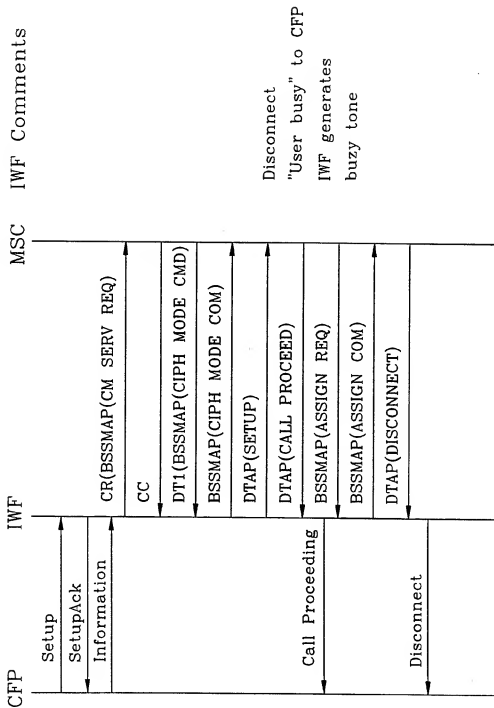 CFP
IWF
MSC
IWF Comments
Setup
SetupAck
Information
CR(BSSMAP(CM SERV REQ)
CC
DT1(BSSMAP(CIPH MODE CMD)
BSSMAP(CIPH MODE COM)
DTAP(SETUP)
DTAP(CALL PROCEED)
Call Proceeding
BSSMAP(ASSIGN REQ)
BSSMAP(ASSIGN COM)
DTAP(DISCONNECT)
Disconnect
Disconnect
"User busy" to CFP
IWF generates
buzy tone